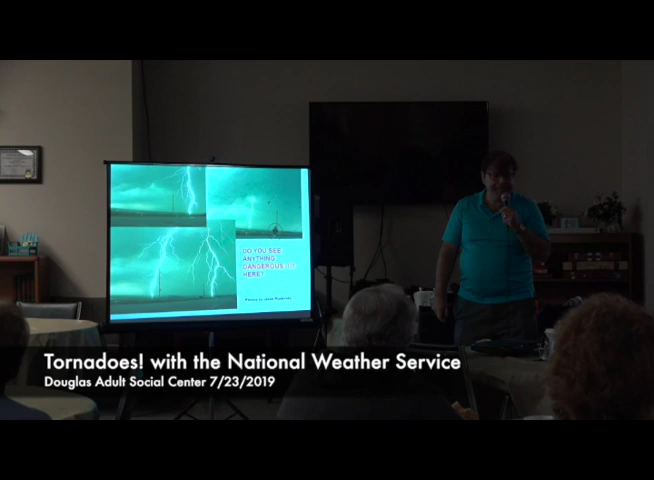 DO YOU SEE
ANYTHING
DANGEROUS
HERE?
Tornadoes! with the National Weather Service
Douglas Adult Social Center 7/23/2019